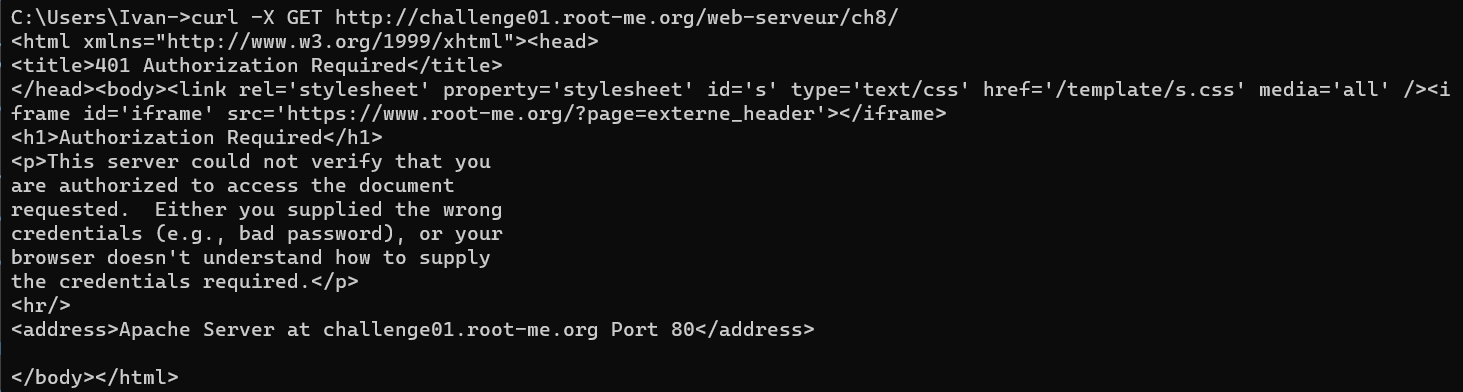 C:\Users\Ivan->curl -X GET http://challenge01.root-me.org/web-serveur/ch8/
<html xmlns="http://www.w3.org/1999/xhtml"><head>
<title>401 Authorization Required</title>
</head><body><link rel='stylesheet' property='stylesheet' id='s' type='text/css' href='/template/s.css' media='all' /><i
frame id='iframe' src='https://www.root-me.org/?page=externe_header'></iframe>
<h1>Authorization Required</h1>
<p>This server could not verify that you
are authorized to access the document
requested.  Either you supplied the wrong
credentials (e.g., bad password), or your
browser doesn't understand how to supply
the credentials required.</p>
<hr/>
<address>Apache Server at challenge01.root-me.org Port 80</address>
</body></html>